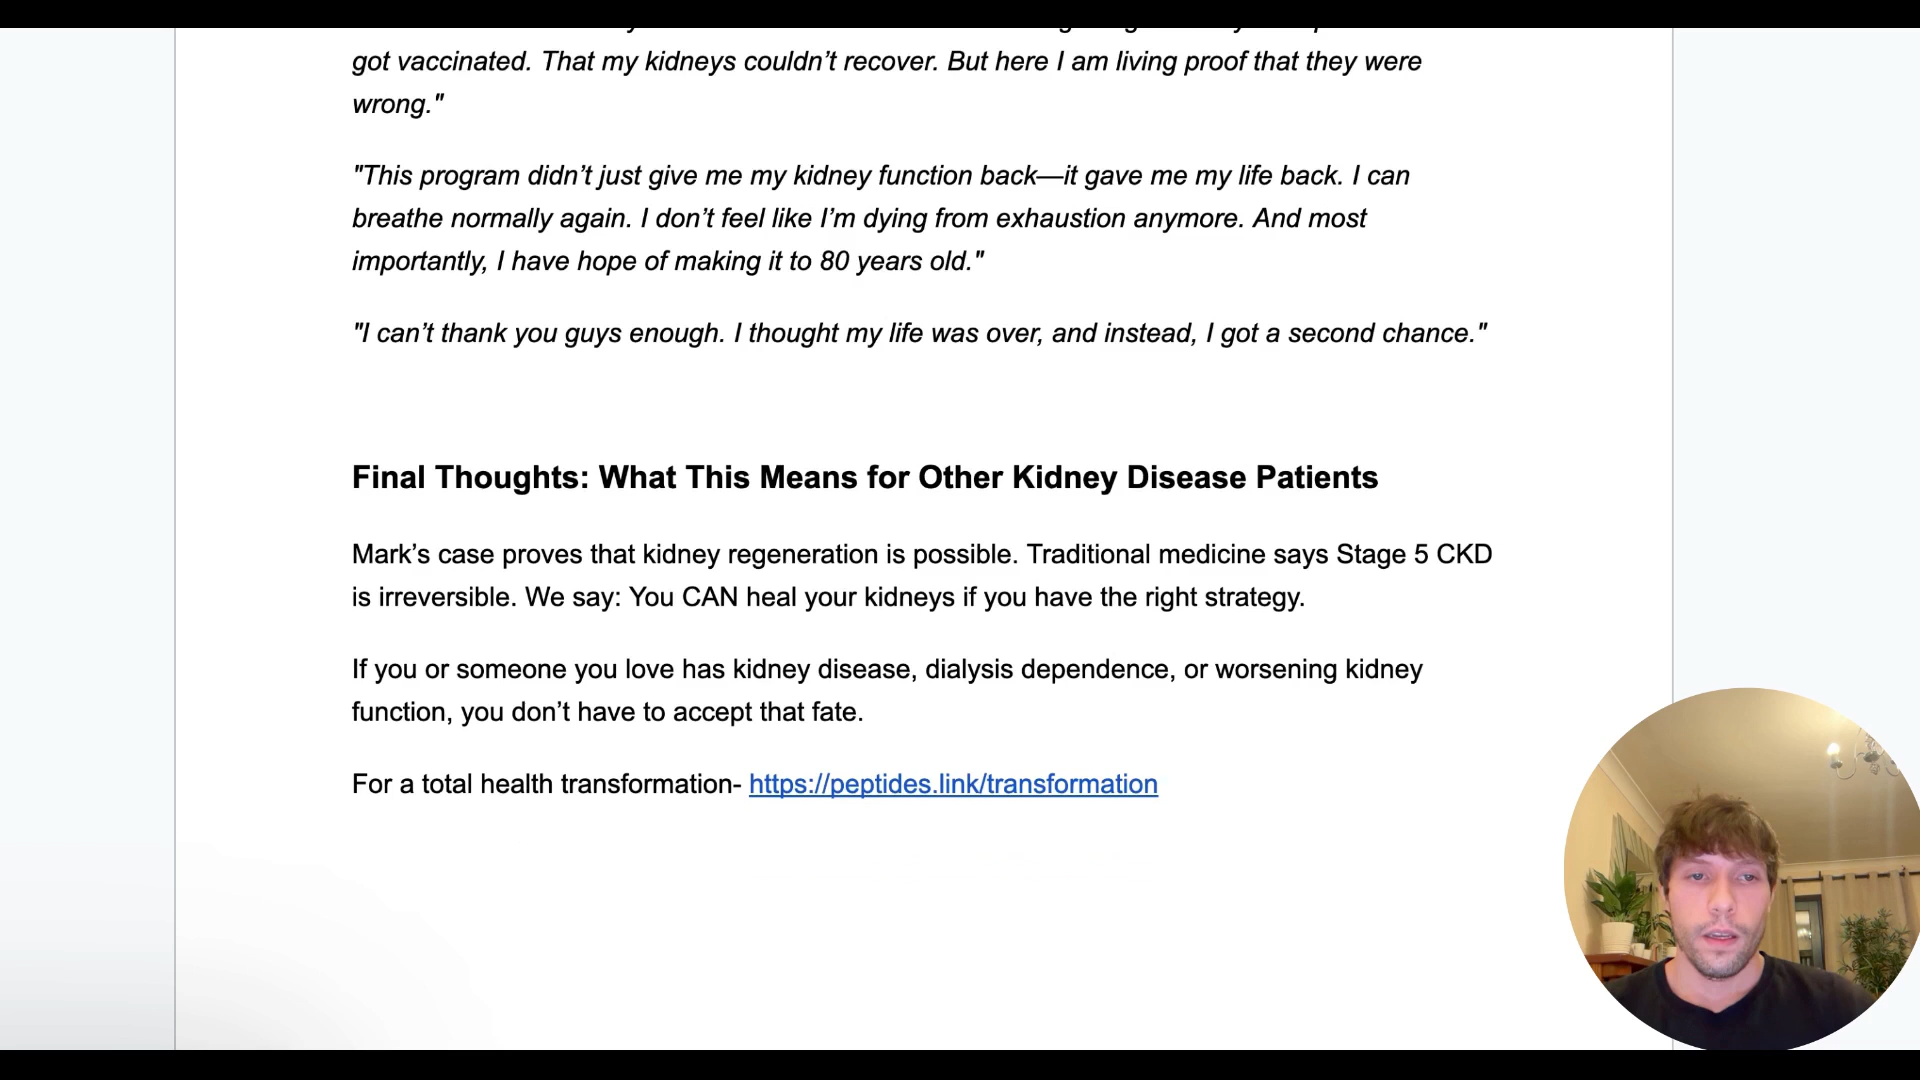 got vaccinated. That my kidneys couldn’t recover. But here I am living proof that they were
wrong."
"This program didn’t just give me my kidney function back—it gave me my life back. I can
breathe normally again. I don’t feel like I’m dying from exhaustion anymore. And most
importantly, I have hope of making it to 80 years old."
"I can’t thank you guys enough. I thought my life was over, and instead, I got a second chance."
Final Thoughts: What This Means for Other Kidney Disease Patients
Mark’s case proves that kidney regeneration is possible. Traditional medicine says Stage 5 CKD
is irreversible. We say: You CAN heal your kidneys if you have the right strategy.
If you or someone you love has kidney disease, dialysis dependence, or worsening kidney
function, you don’t have to accept that fate.
For a total health transformation- https://peptides.link/transformation